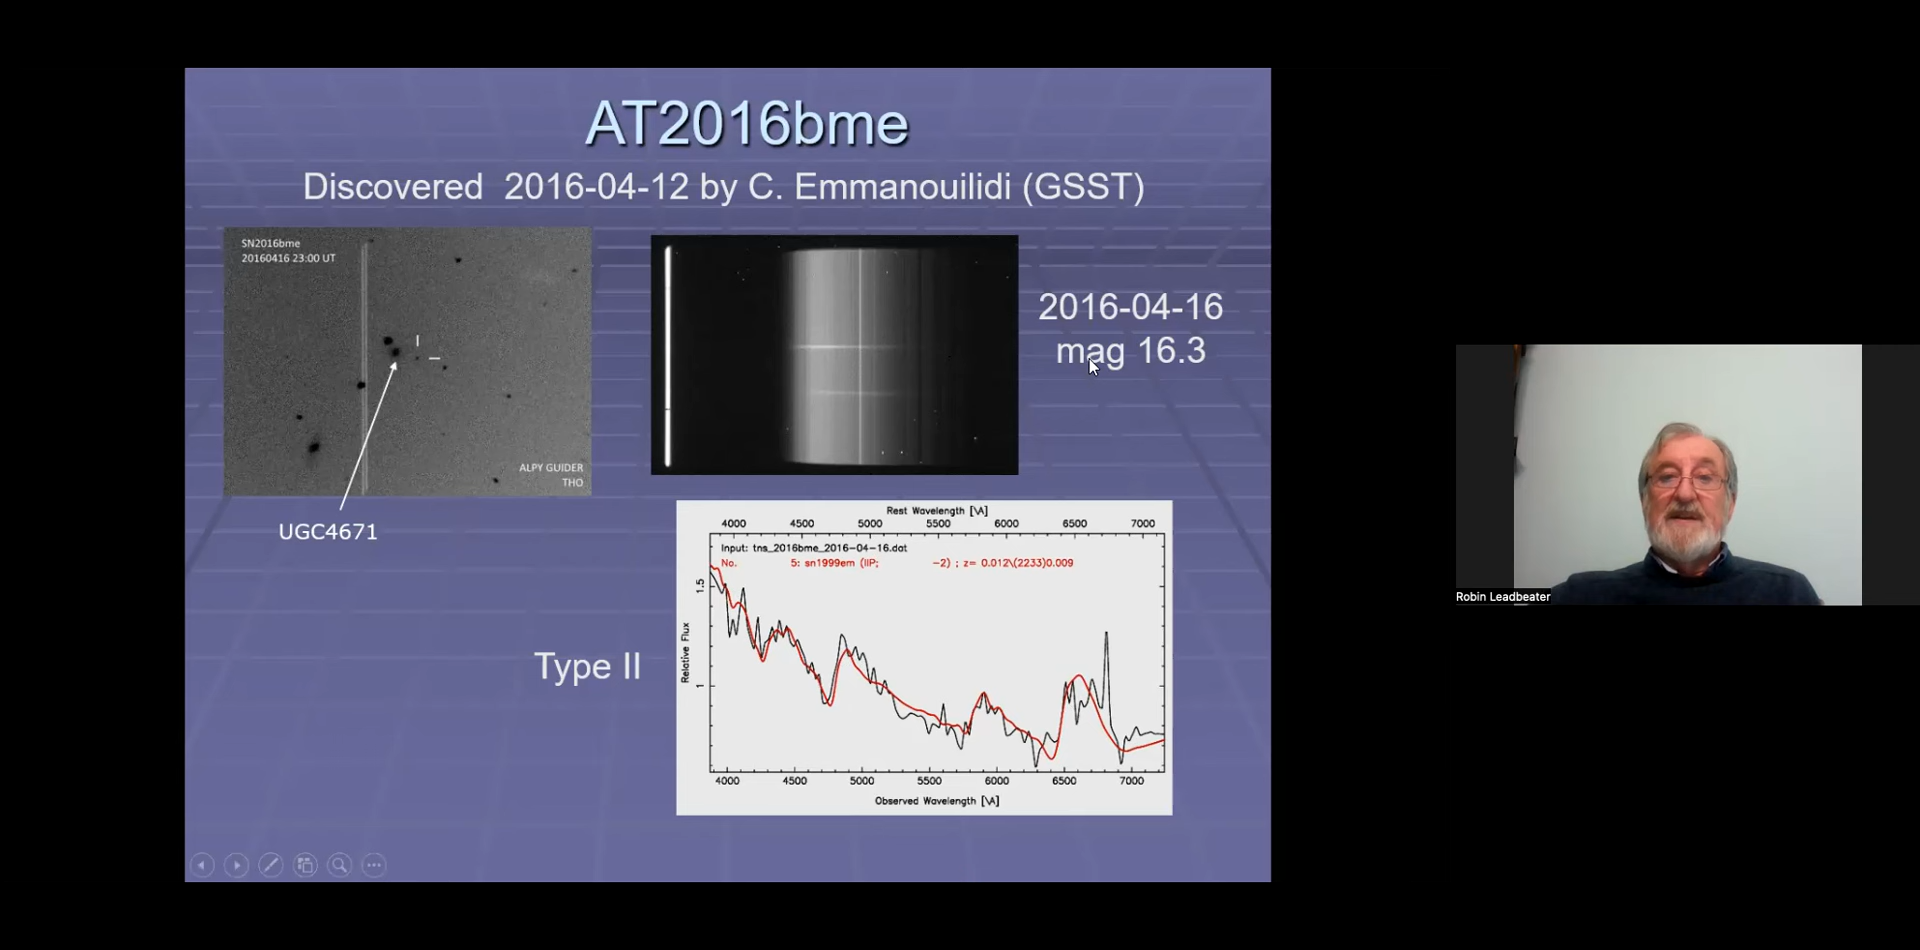 AT2016bme
Discovered 2016-04-12 by C. Emmanouilidi (GSST)
SN2016bme
20160416 23:00 UT
ALPY GUIDER
THO
UGC4671
2016-04-16
mag 16.3
Type II
Rest Wavelength [\A]
4000 4500 5000 5500 6000 6500 7000
Input: tns_2016bme_2016-04-16.dat
No. 5: sn1999em (IIP; -2) ; z= 0.012\(2233)0.009
Relative Flux
1.5
1
4000 4500 5000 5500 6000 6500 7000
Observed Wavelength [\A]
Robin Leadbeater